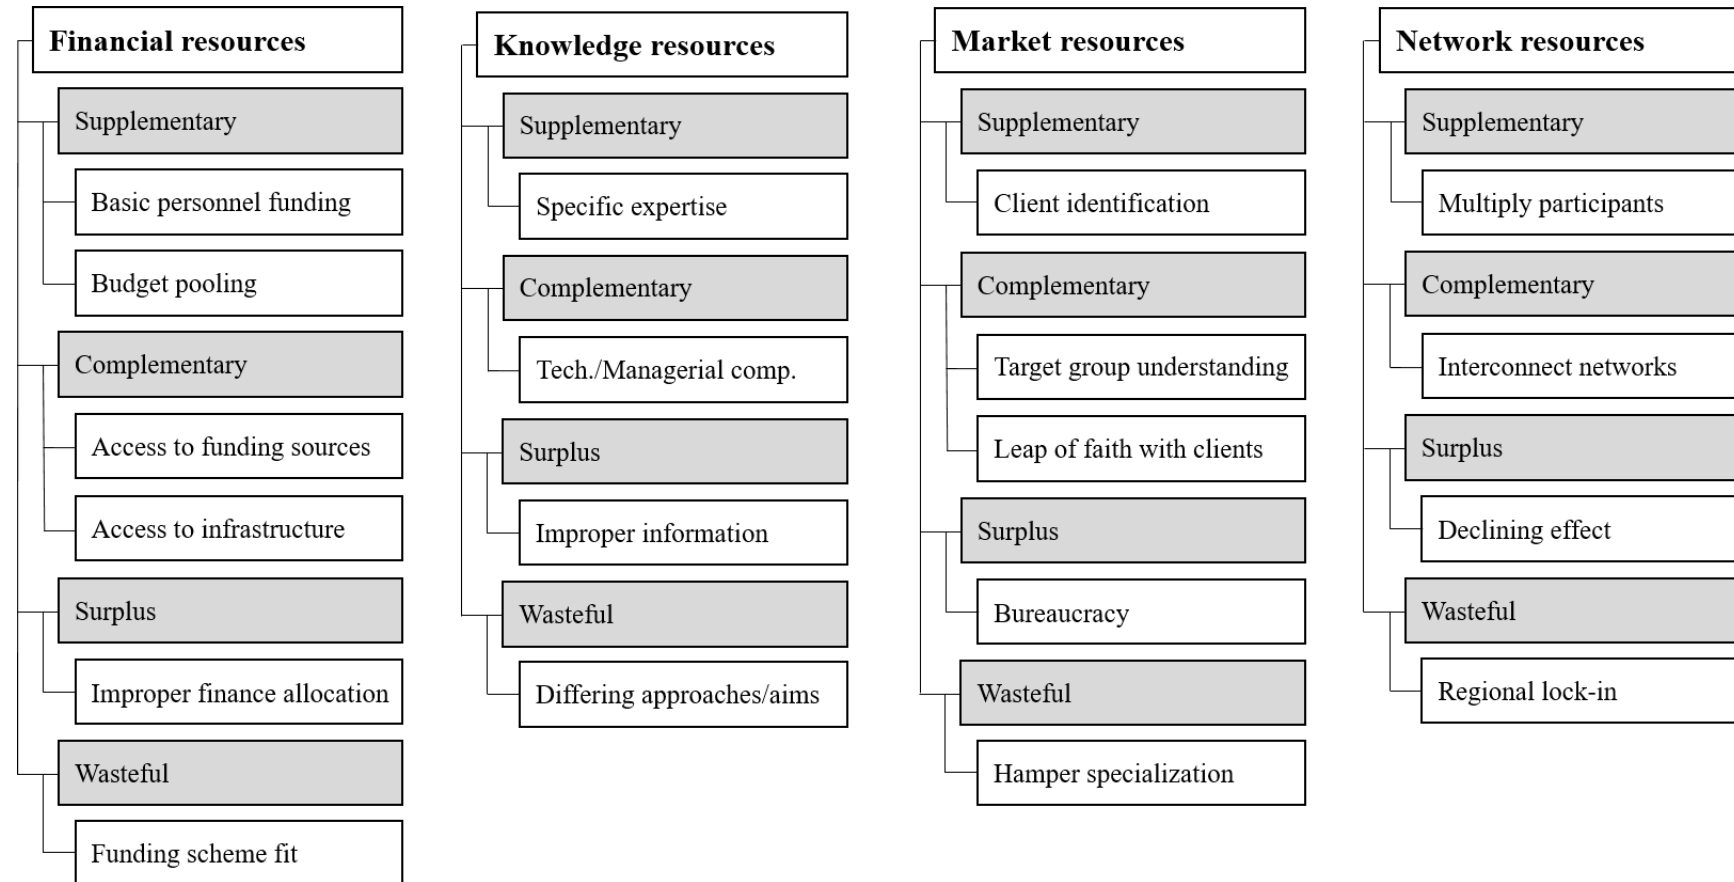 Financial resources
Supplementary
Basic personnel funding
Budget pooling
Complementary
Access to funding sources
Access to infrastructure
Surplus
Improper finance allocation
Wasteful
Funding scheme fit
Knowledge resources
Supplementary
Specific expertise
Complementary
Tech./Managerial comp.
Surplus
Improper information
Wasteful
Differing approaches/aims
Market resources
Supplementary
Client identification
Complementary
Target group understanding
Leap of faith with clients
Surplus
Bureaucracy
Wasteful
Hamper specialization
Network resources
Supplementary
Multiply participants
Complementary
Interconnect networks
Surplus
Declining effect
Wasteful
Regional lock-in